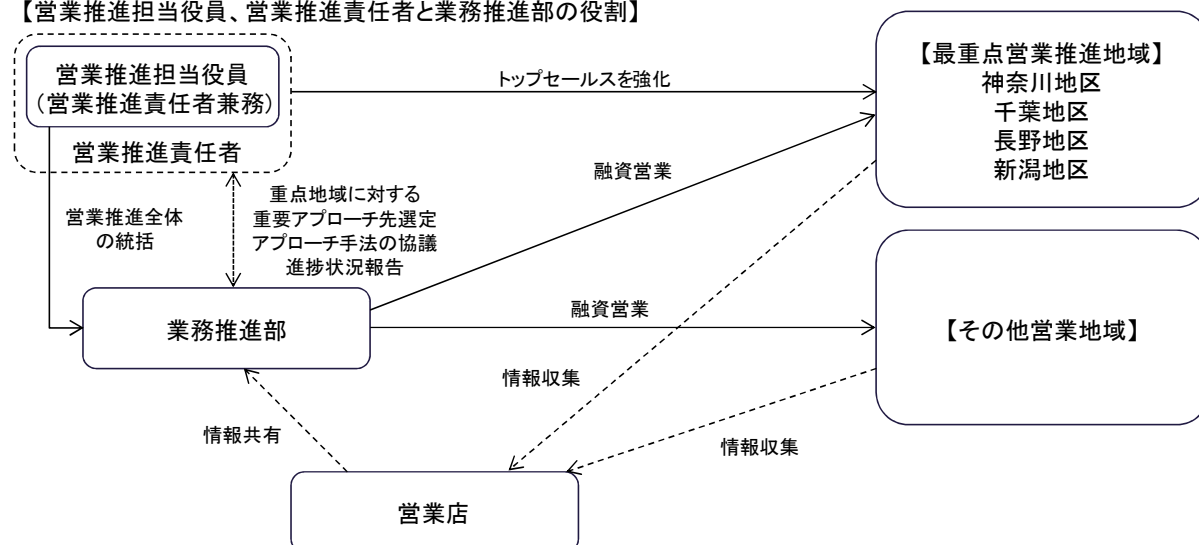 【営業推進担当役員、営業推進責任者と業務推進部の役割】
営業推進担当役員
（営業推進責任者兼務）
営業推進責任者
トップセールスを強化
【最重点営業推進地域】
神奈川地区
千葉地区
長野地区
新潟地区
融資営業
営業推進全体
の統括
重点地域に対する
重要アプローチ先選定
アプローチ手法の協議
進捗状況報告
業務推進部
融資営業
【その他営業地域】
情報収集
情報共有
情報収集
営業店